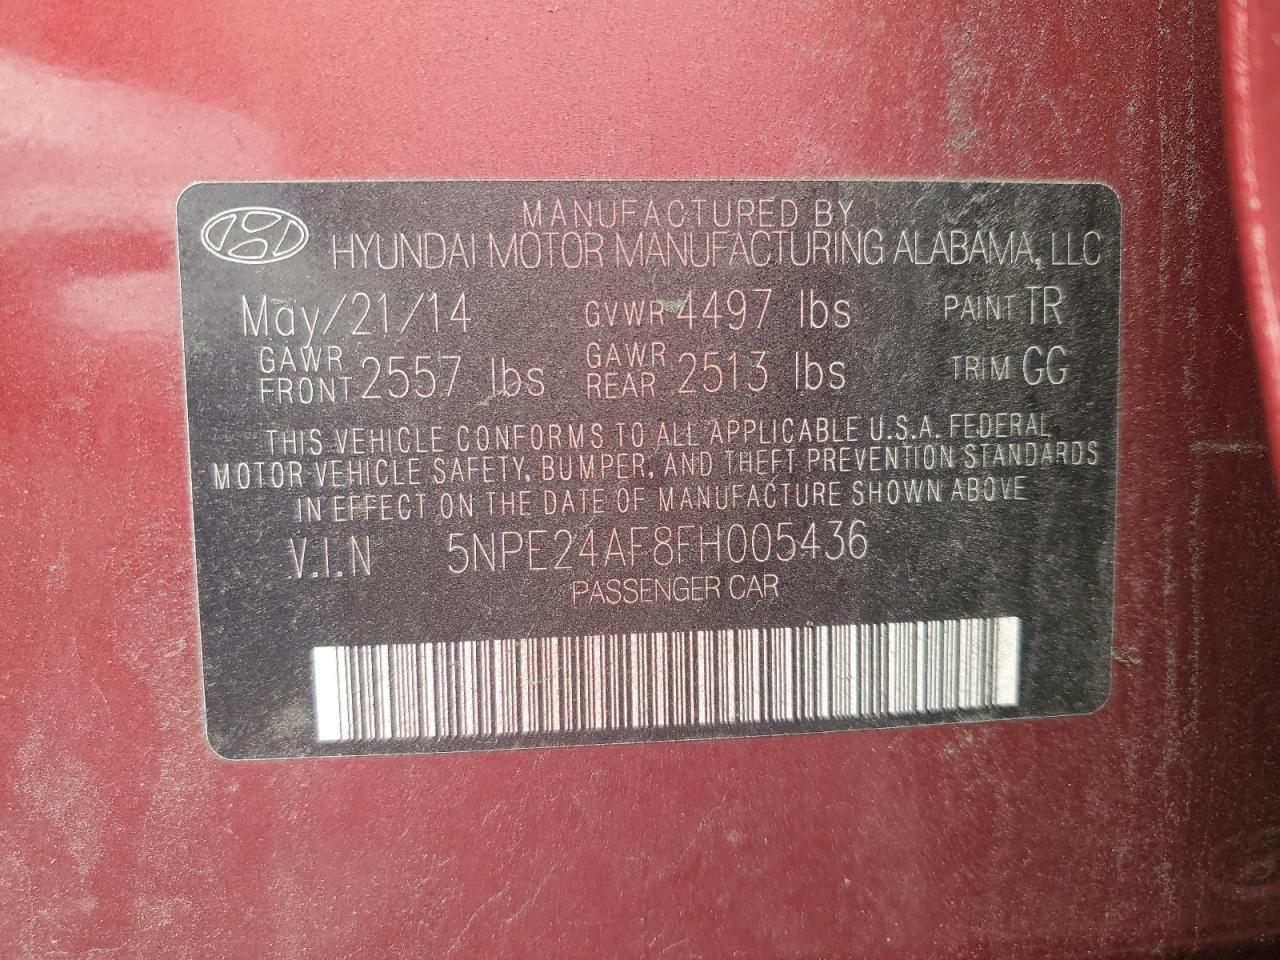 MANUFACTURED BY
HYUNDAI MOTOR MANUFACTURING ALABAMA, LLC
May/21/14 GVWR 4497 lbs PAINT TR
GAWR FRONT 2557 lbs GAWR REAR 2513 lbs TRIM GG
THIS VEHICLE CONFORMS TO ALL APPLICABLE U.S.A. FEDERAL
MOTOR VEHICLE SAFETY, BUMPER, AND THEFT PREVENTION STANDARDS
IN EFFECT ON THE DATE OF MANUFACTURE SHOWN ABOVE
V.I.N 5NPE24AF8FH005436
PASSENGER CAR